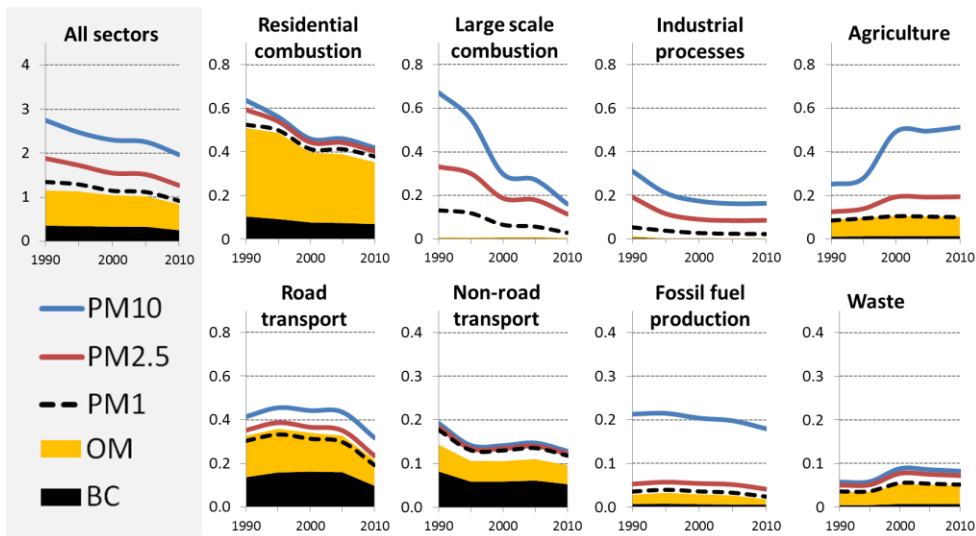 All sectors
4
3
2
1
0
1990 2000 2010
PM10
PM2.5
PM1
OM
BC
Residential
combustion
0.8
0.6
0.4
0.2
0
1990 2000 2010
Large scale
combustion
0.8
0.6
0.4
0.2
0
1990 2000 2010
Industrial
processes
0.8
0.6
0.4
0.2
0
1990 2000 2010
Agriculture
0.8
0.6
0.4
0.2
0
1990 2000 2010
Road
transport
0.8
0.6
0.4
0.2
0.0
1990 2000 2010
Non-road
transport
0.4
0.3
0.2
0.1
0.0
1990 2000 2010
Fossil fuel
production
0.4
0.3
0.2
0.1
0.0
1990 2000 2010
Waste
0.4
0.3
0.2
0.1
0.0
1990 2000 2010